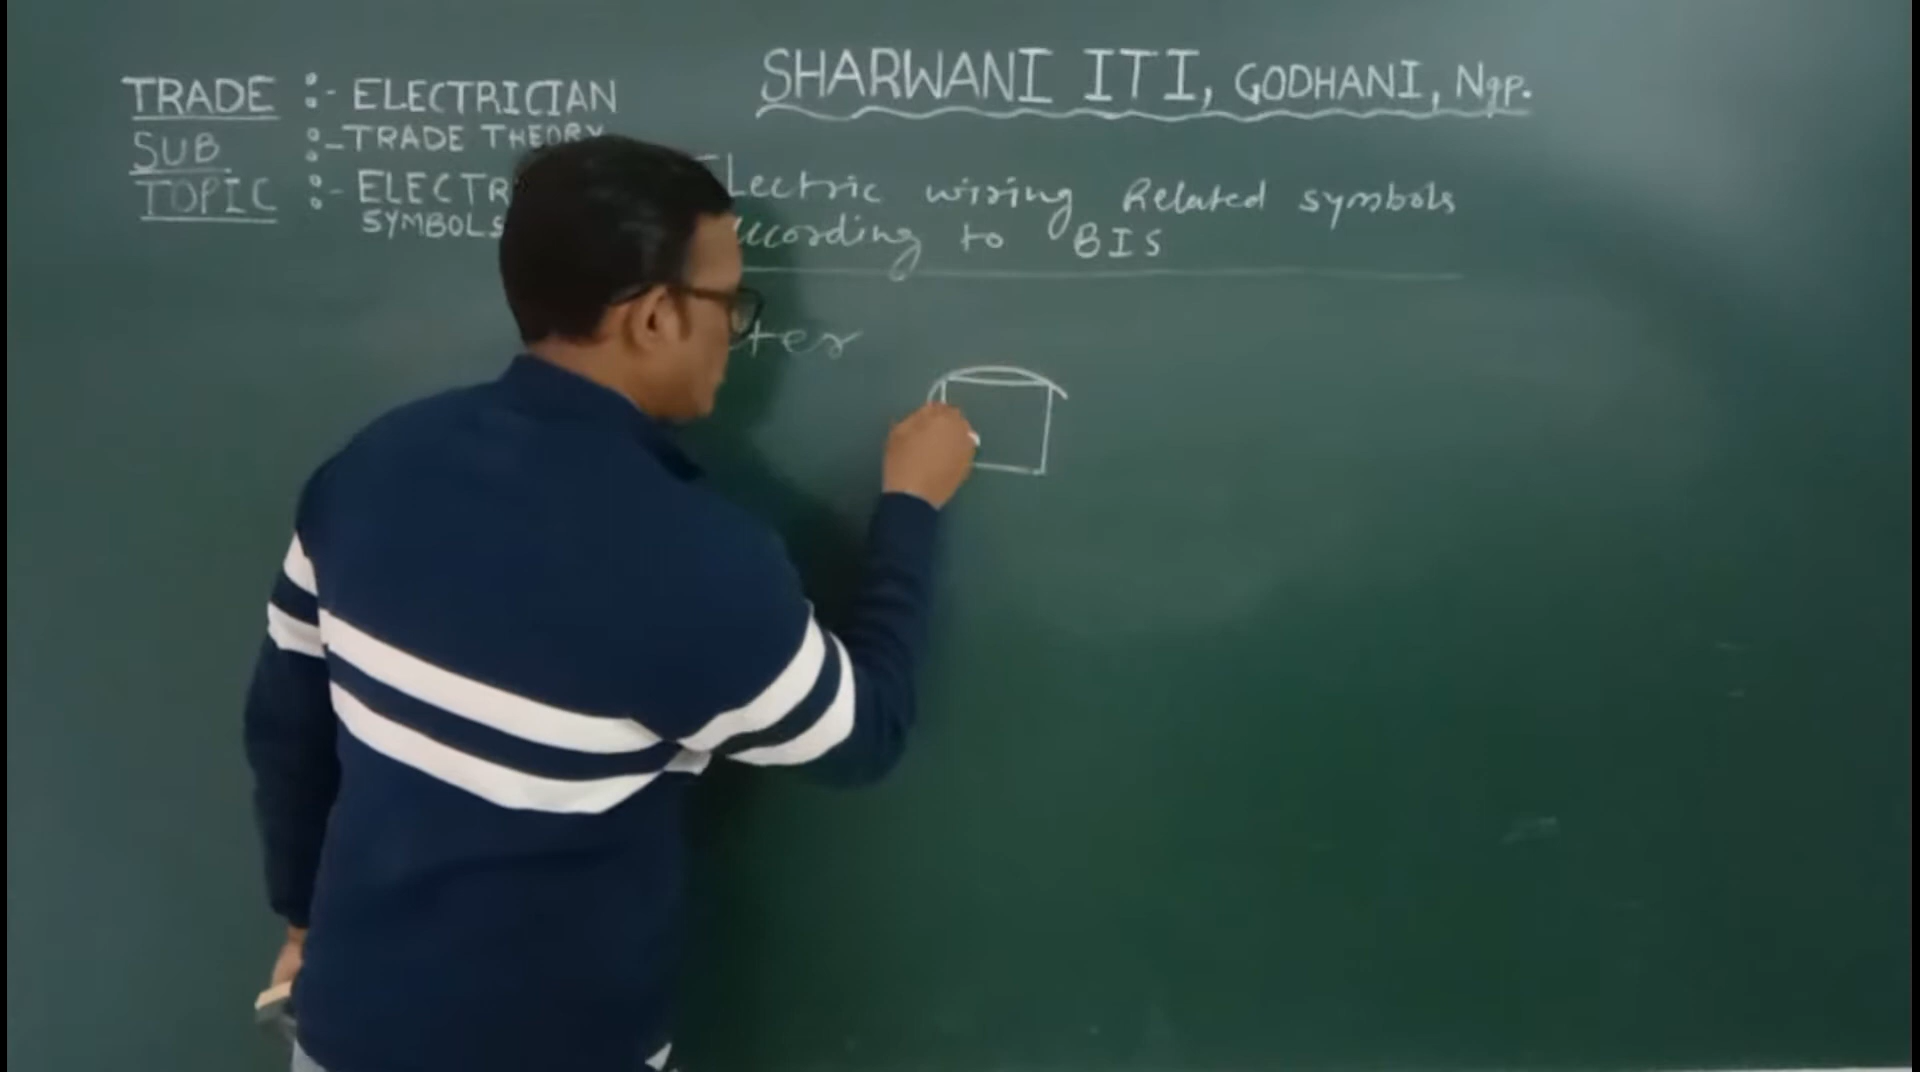 SHARWANI ITI, GODHANI, Ngp.
TRADE :- ELECTRICIAN
SUB :- TRADE THEORY
TOPIC :- ELECTR
SYMBOLS
Electric wiring Related symbols
According to BIS